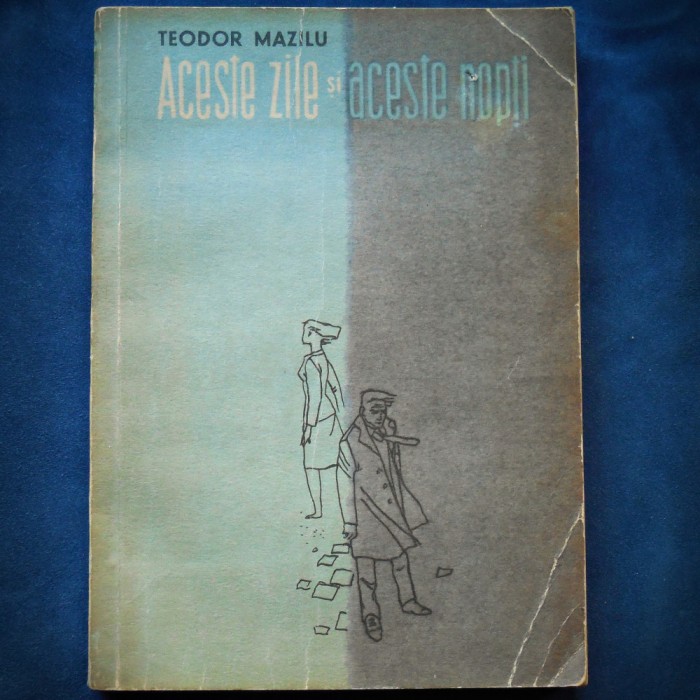 TEODOR MAZILU
Aceste zile și aceste nopți